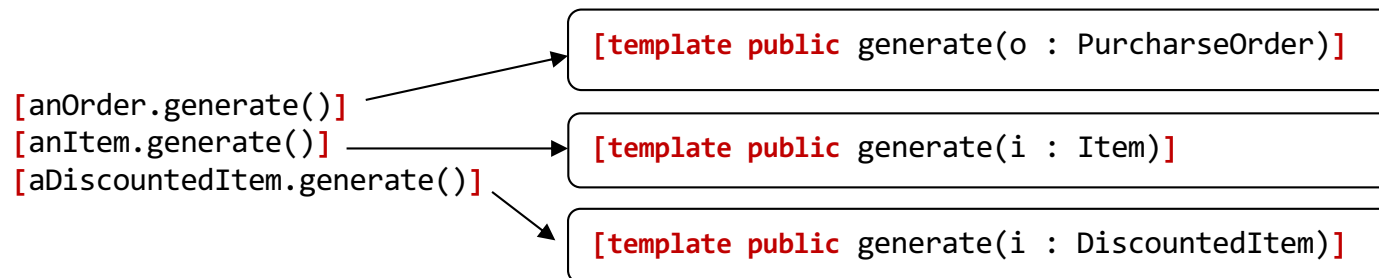 [template public generate(o : PurcharseOrder)]
[anOrder.generate()]
[anItem.generate()]
[template public generate(i : Item)]
[aDiscountedItem.generate()]
[template public generate(i : DiscountedItem)]